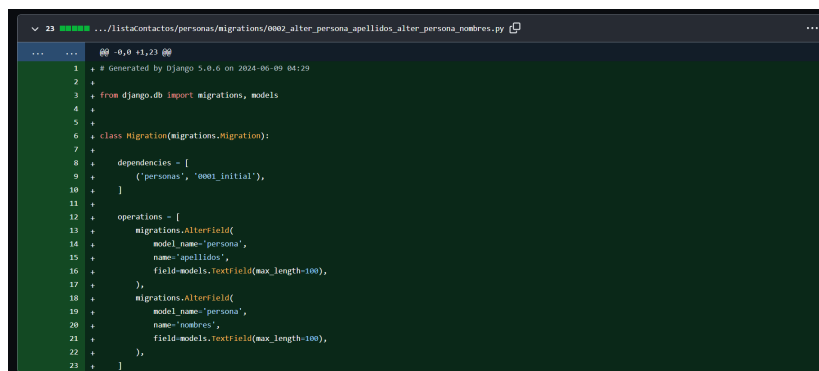 23 .../listaContactos/personas/migrations/0002_alter_persona_apellidos_alter_persona_nombres.py ...
... ... @@ -0,0 +1,23 @@
1 + # Generated by Django 5.0.6 on 2024-06-09 04:29
2 +
3 + from django.db import migrations, models
4 +
5 +
6 + class Migration(migrations.Migration):
7 +
8 +     dependencies = [
9 +         ('personas', '0001_initial'),
10 +     ]
11 +
12 +     operations = [
13 +         migrations.AlterField(
14 +             model_name='persona',
15 +             name='apellidos',
16 +             field=models.TextField(max_length=100),
17 +         ),
18 +         migrations.AlterField(
19 +             model_name='persona',
20 +             name='nombres',
21 +             field=models.TextField(max_length=100),
22 +         ),
23 +     ]